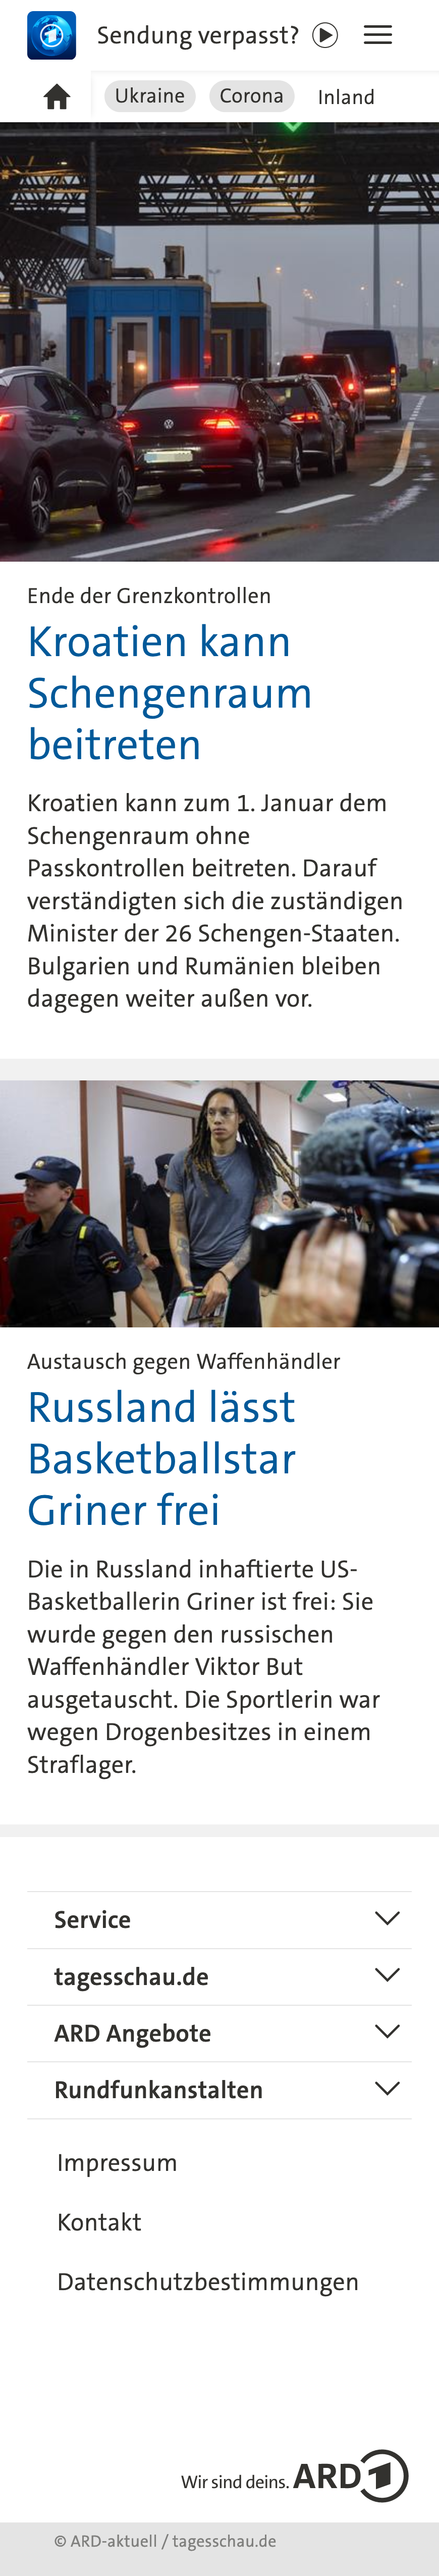 Sendung verpasst?
Ukraine Corona Inland
Ende der Grenzkontrollen
Kroatien kann
Schengenraum
beitreten
Kroatien kann zum 1. Januar dem
Schengenraum ohne
Passkontrollen beitreten. Darauf
verständigten sich die zuständigen
Minister der 26 Schengen-Staaten.
Bulgarien und Rumänien bleiben
dagegen weiter außen vor.
Austausch gegen Waffenhändler
Russland lässt
Basketballstar
Griner frei
Die in Russland inhaftierte US-
Basketballerin Griner ist frei: Sie
wurde gegen den russischen
Waffenhändler Viktor But
ausgetauscht. Die Sportlerin war
wegen Drogenbesitzes in einem
Straflager.
Service
tagesschau.de
ARD Angebote
Rundfunkanstalten
Impressum
Kontakt
Datenschutzbestimmungen
Wir sind deins. ARD 1
© ARD-aktuell / tagesschau.de